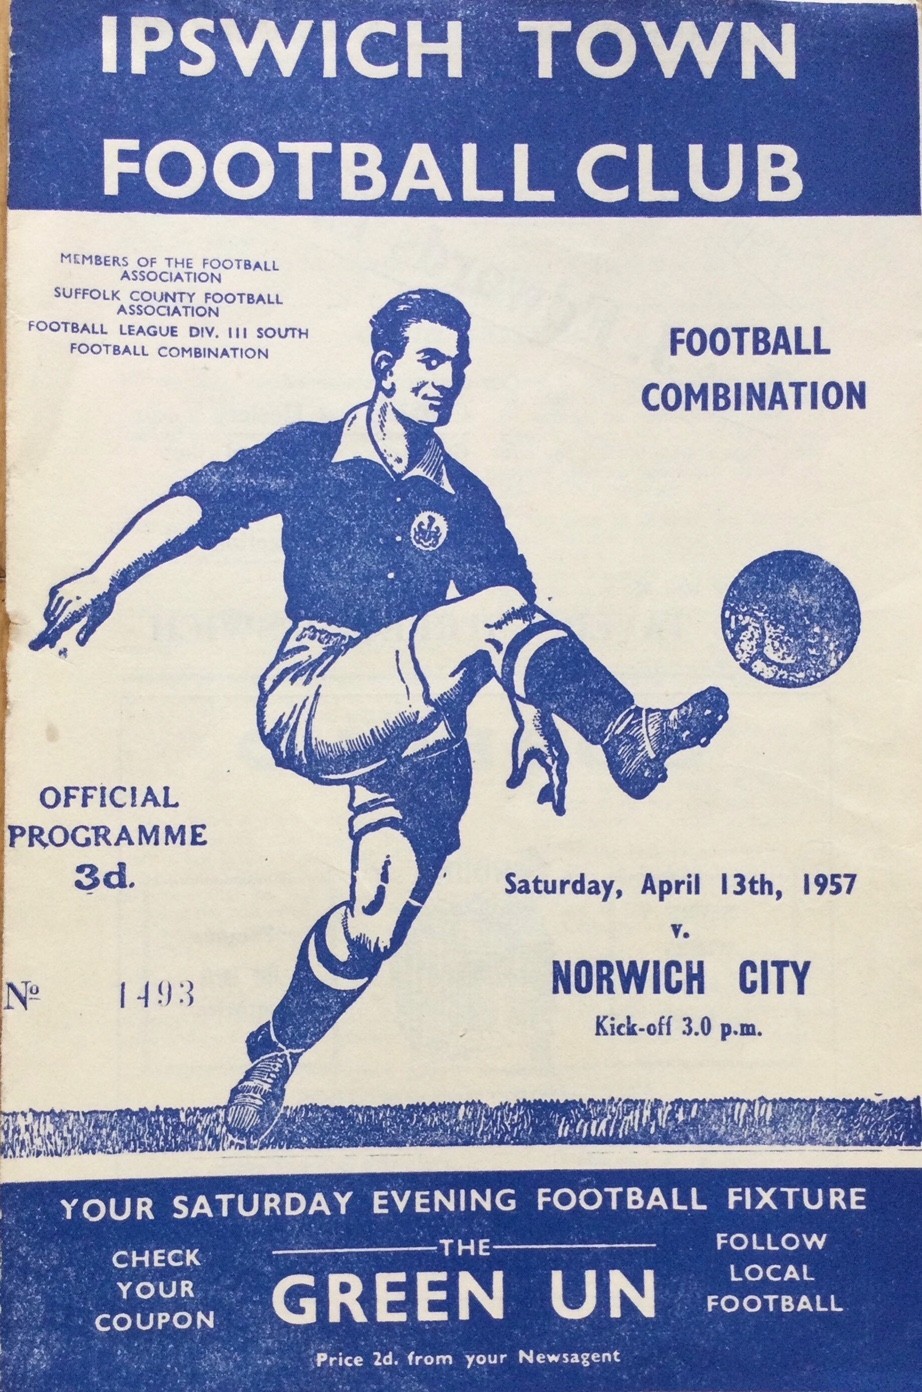 IPSWICH TOWN
FOOTBALL CLUB
MEMBERS OF THE FOOTBALL
ASSOCIATION
SUFFOLK COUNTY FOOTBALL
ASSOCIATION
FOOTBALL LEAGUE DIV. III SOUTH
FOOTBALL COMBINATION
FOOTBALL
COMBINATION
OFFICIAL
PROGRAMME
3d.
Nº 1493
Saturday, April 13th, 1957
v.
NORWICH CITY
Kick-off 3.0 p.m.
YOUR SATURDAY EVENING FOOTBALL FIXTURE
CHECK
YOUR
COUPON
THE
GREEN UN
FOLLOW
LOCAL
FOOTBALL
Price 2d. from your Newsagent